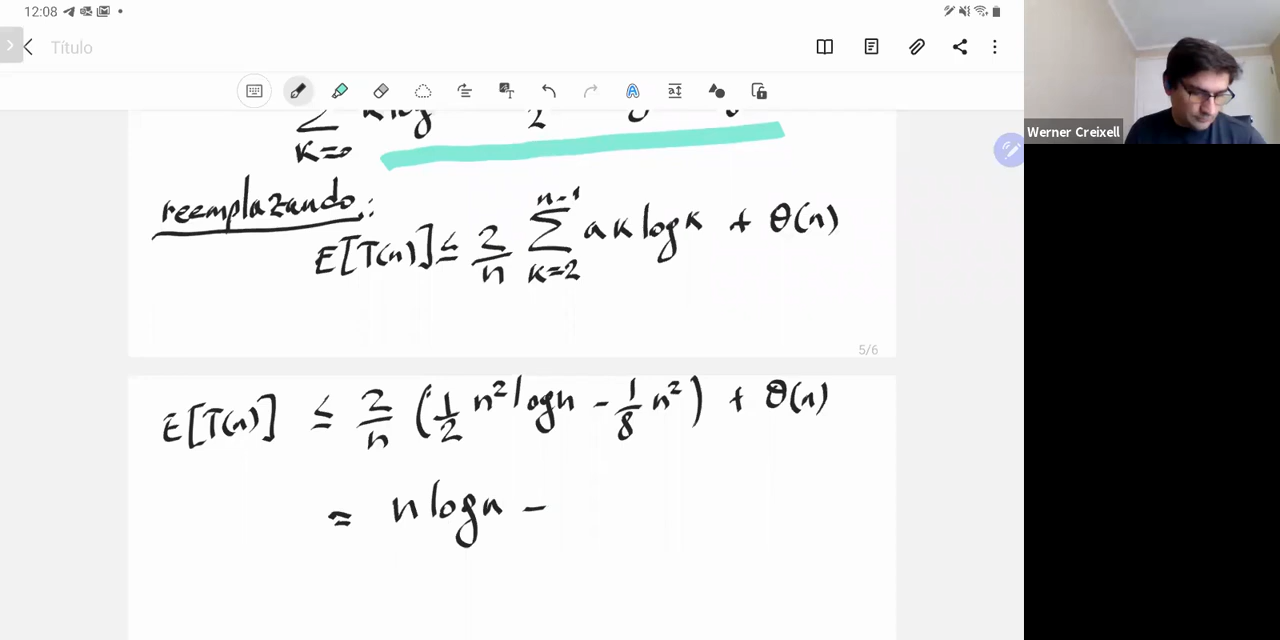 12:08
Título
K=0
reemplazando:
E[T(n)] ≤ 2/n ∑_{k=2}^{n-1} a k log k + Θ(n)
5/6
E[T(n)] ≤ 2/n (1/2 n² log n - 1/8 n²) + Θ(n)
= n log n -
Werner Creixell